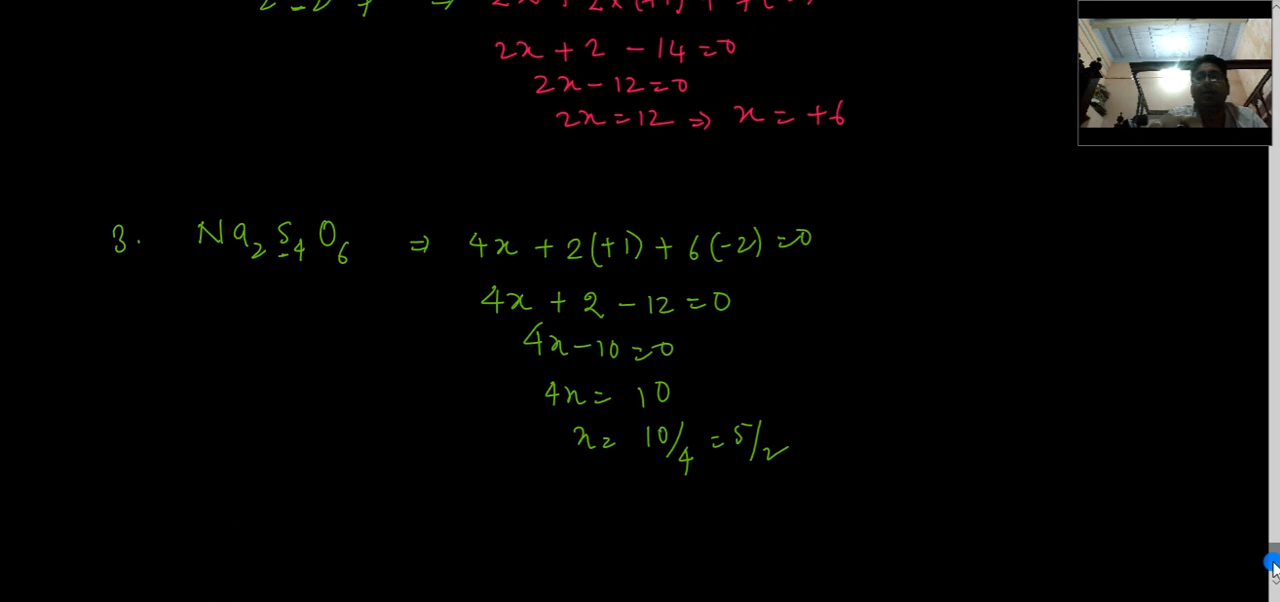 2x + 2 - 14 = 0
2x - 12 = 0
2x = 12 ⇒ x = +6
3. Na₂S₄O₆ ⇒ 4x + 2(+1) + 6(-2) = 0
4x + 2 - 12 = 0
4x - 10 = 0
4x = 10
x = 10/4 = 5/2